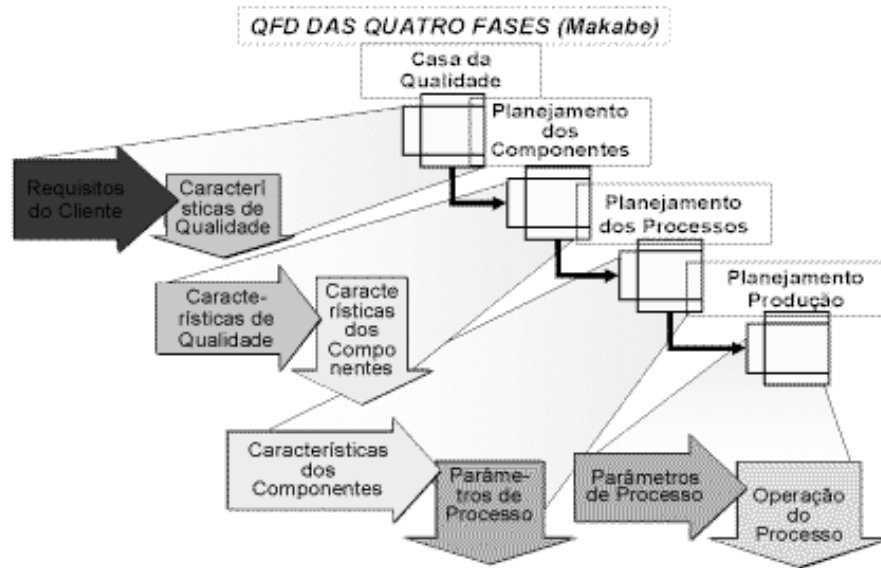 QFD DAS QUATRO FASES (Makabe)
Casa da
Qualidade
Planejamento
dos
Componentes
Planejamento
dos Processos
Planejamento
Produção
Requisitos
do Cliente
Caracterí
sticas de
Qualidade
Caracte-
rísticas de
Qualidade
Caracte
rísticas
dos
Compo
nentes
Características
dos
Componentes
Parâme-
tros de
Processo
Parâmetros
de Processo
Operação
do
Processo